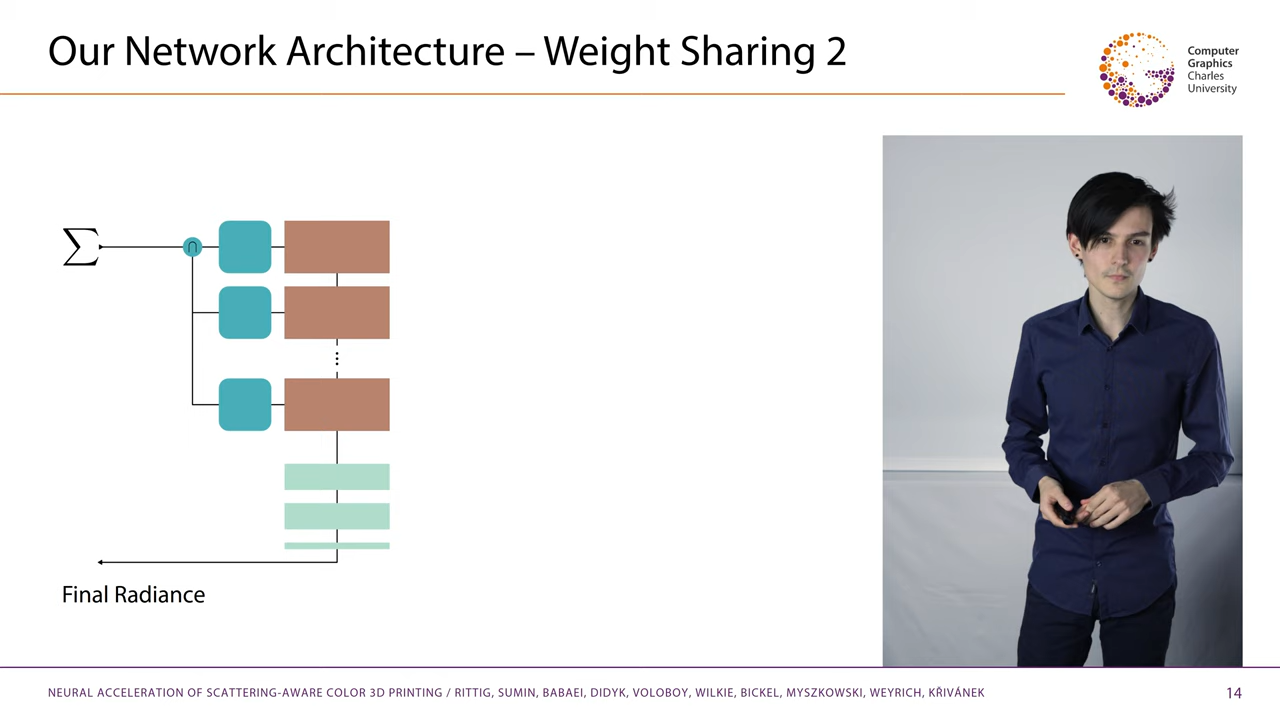 Our Network Architecture – Weight Sharing 2
Computer
Graphics
Charles
University
∑
∩
⋮
Final Radiance
NEURAL ACCELERATION OF SCATTERING-AWARE COLOR 3D PRINTING / RITTIG, SUMIN, BABAEI, DIDYK, VOLOBOY, WILKIE, BICKEL, MYSZKOWSKI, WEYRICH, KŘIVÁNEK
14